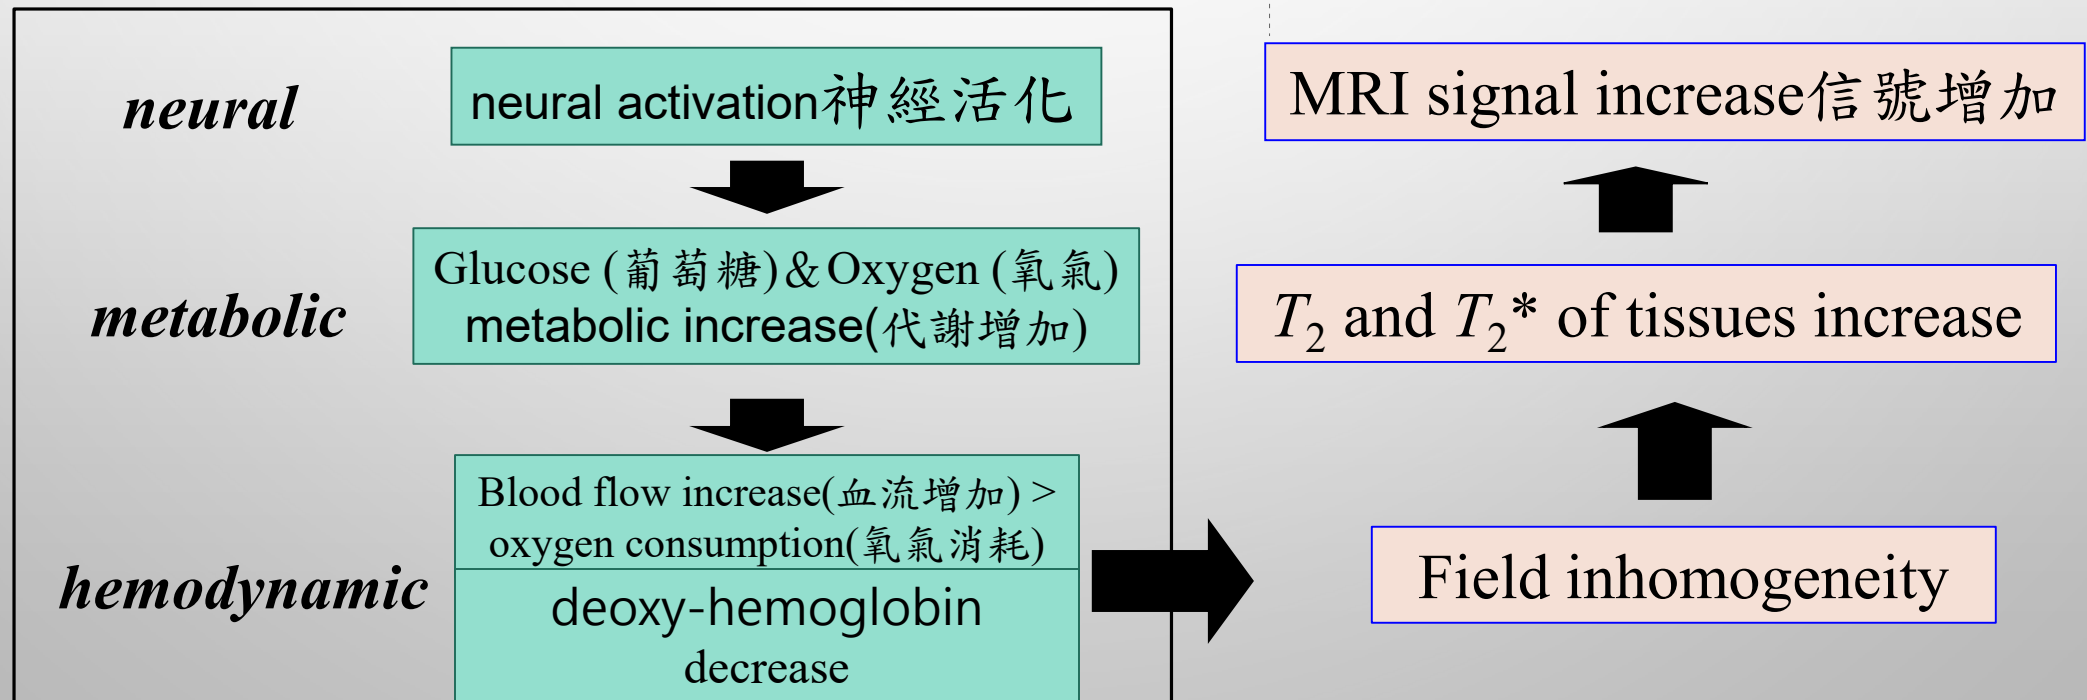 neural
neural activation神經活化
metabolic
Glucose (葡萄糖)&Oxygen (氧氣)
metabolic increase(代謝增加)
hemodynamic
Blood flow increase(血流增加) >
oxygen consumption(氧氣消耗)
deoxy-hemoglobin
decrease
Field inhomogeneity
T2 and T2* of tissues increase
MRI signal increase信號增加